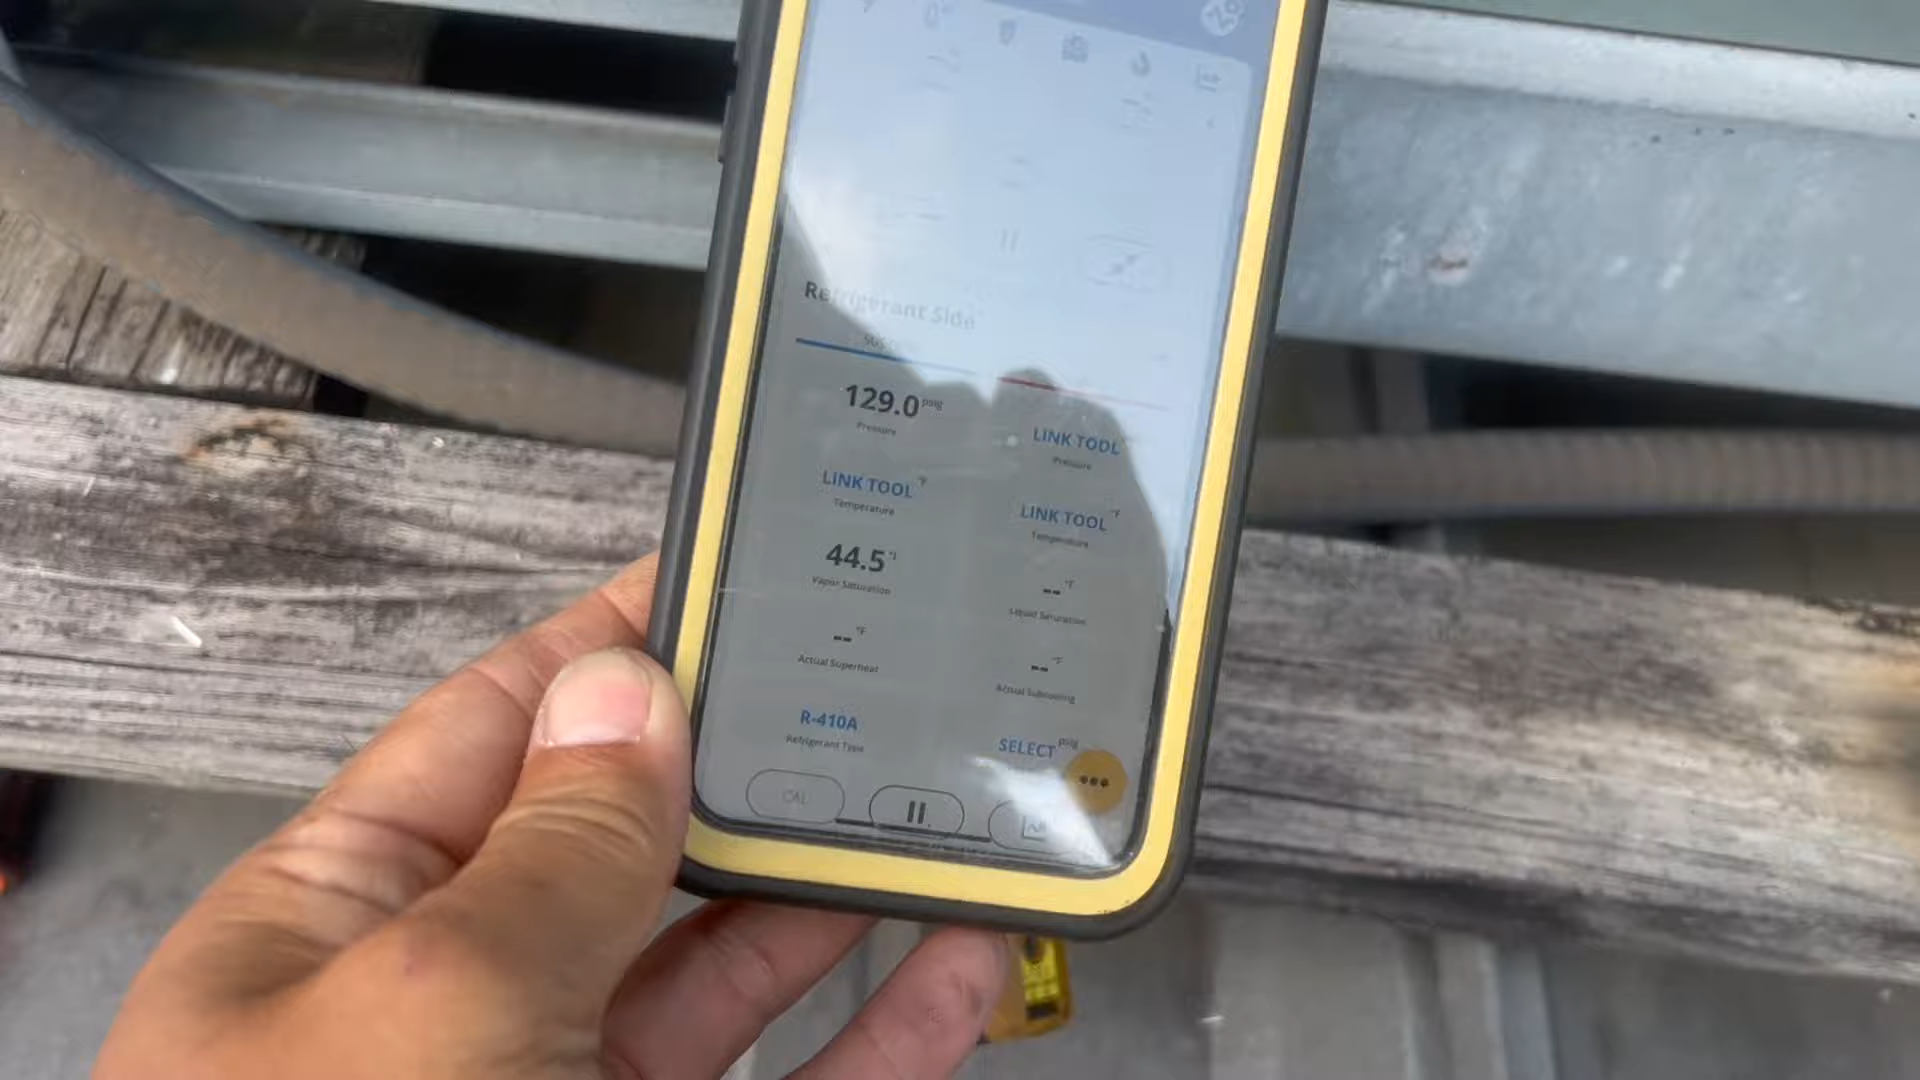 Refrigerant Side
129.0 psig
Pressure
LINK TOOL
Pressure
LINK TOOL °F
Temperature
LINK TOOL °F
Temperature
44.5 °F
Vapor Saturation
-- °F
Liquid Saturation
-- °F
Actual Superheat
-- °F
Actual Subcooling
R-410A
Refrigerant Type
SELECT psig
CAL